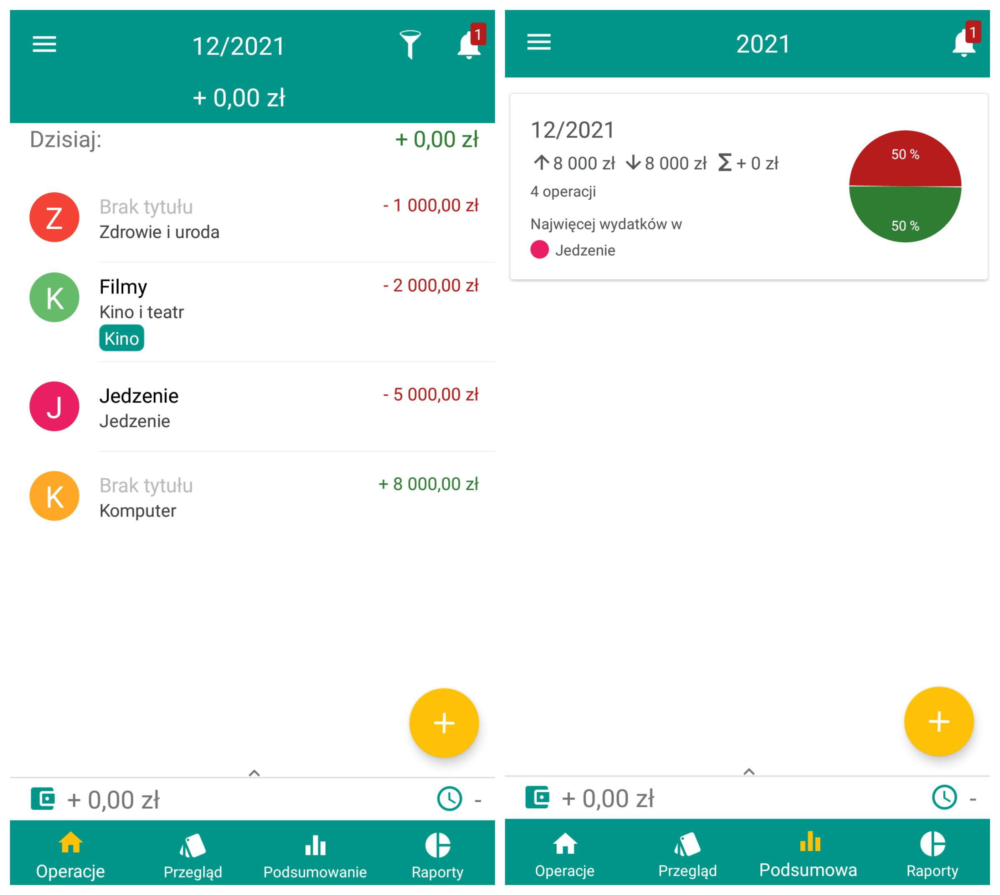 12/2021
1
+ 0,00 zł
Dzisiaj:
+ 0,00 zł
Z
Brak tytułu
- 1 000,00 zł
Zdrowie i uroda
K
Filmy
- 2 000,00 zł
Kino i teatr
Kino
J
Jedzenie
- 5 000,00 zł
Jedzenie
K
Brak tytułu
+ 8 000,00 zł
Komputer
+
+ 0,00 zł
-
Operacje
Przegląd
Podsumowanie
Raporty
2021
1
12/2021
↑ 8 000 zł ↓ 8 000 zł Σ + 0 zł
4 operacji
Najwięcej wydatków w
Jedzenie
50 %
50 %
+
+ 0,00 zł
-
Operacje
Przegląd
Podsumowa
Raporty